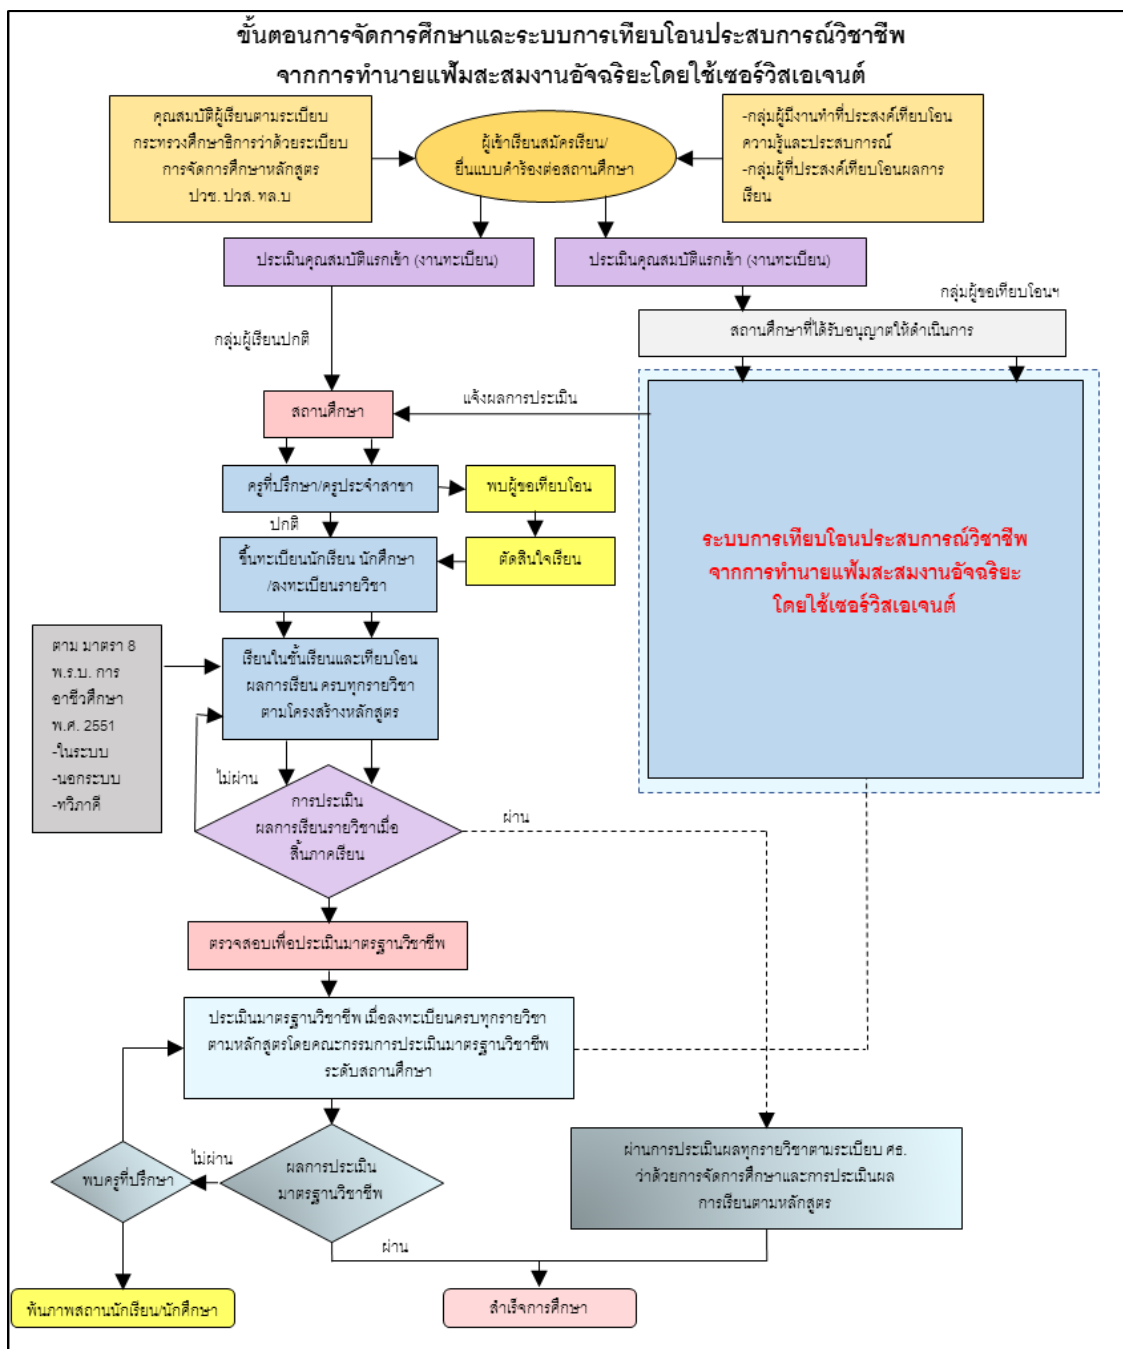 ขั้นตอนการจัดการศึกษาและระบบการเทียบโอนประสบการณ์วิชาชีพ
จากการทำนายแฟ้มสะสมงานอัจฉริยะโดยใช้เซอร์วิสเอเจนต์
คุณสมบัติผู้เรียนตามระเบียบ
กระทรวงศึกษาธิการว่าด้วยระเบียบ
การจัดการศึกษาหลักสูตร
ปวช. ปวส. ทล.บ
ผู้เข้าเรียนสมัครเรียน/
ยื่นแบบคำร้องต่อสถานศึกษา
-กลุ่มผู้มีงานทำที่ประสงค์เทียบโอน
ความรู้และประสบการณ์
-กลุ่มผู้ที่ประสงค์เทียบโอนผลการ
เรียน
ประเมินคุณสมบัติแรกเข้า (งานทะเบียน)
ประเมินคุณสมบัติแรกเข้า (งานทะเบียน)
กลุ่มผู้ขอเทียบโอนฯ
กลุ่มผู้เรียนปกติ
สถานศึกษาที่ได้รับอนุญาตให้ดำเนินการ
สถานศึกษา
แจ้งผลการประเมิน
ครูที่ปรึกษา/ครูประจำสาขา
พบผู้ขอเทียบโอน
ปกติ
ขึ้นทะเบียนนักเรียน นักศึกษา
/ลงทะเบียนรายวิชา
ตัดสินใจเรียน
ระบบการเทียบโอนประสบการณ์วิชาชีพ
จากการทำนายแฟ้มสะสมงานอัจฉริยะ
โดยใช้เซอร์วิสเอเจนต์
ตาม มาตรา 8
พ.ร.บ. การ
อาชีวศึกษา
พ.ศ. 2551
-ในระบบ
-นอกระบบ
-ทวิภาคี
เรียนในชั้นเรียนและเทียบโอน
ผลการเรียน ครบทุกรายวิชา
ตามโครงสร้างหลักสูตร
ไม่ผ่าน
การประเมิน
ผลการเรียนรายวิชาเมื่อ
สิ้นภาคเรียน
ผ่าน
ตรวจสอบเพื่อประเมินมาตรฐานวิชาชีพ
ประเมินมาตรฐานวิชาชีพ เมื่อลงทะเบียนครบทุกรายวิชา
ตามหลักสูตรโดยคณะกรรมการประเมินมาตรฐานวิชาชีพ
ระดับสถานศึกษา
พบครูที่ปรึกษา
ไม่ผ่าน
ผลการประเมิน
มาตรฐานวิชาชีพ
ผ่านการประเมินผลทุกรายวิชาตามระเบียบ ศธ.
ว่าด้วยการจัดการศึกษาและการประเมินผล
การเรียนตามหลักสูตร
ผ่าน
พ้นภาพสถานนักเรียน/นักศึกษา
สำเร็จการศึกษา